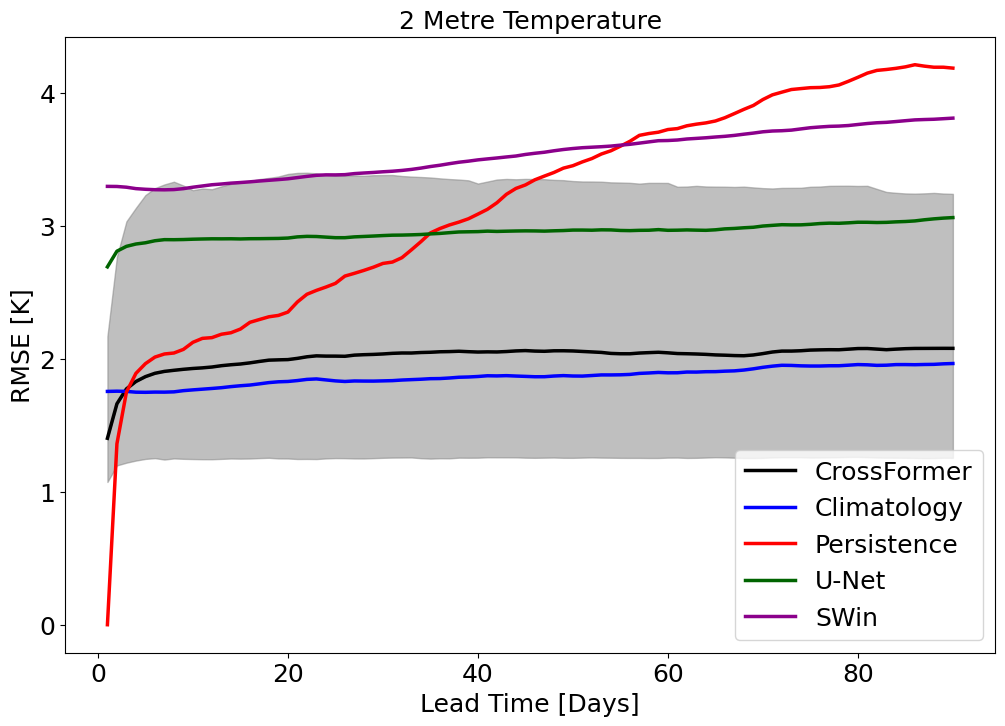 2 Metre Temperature
RMSE [K]
4
3
2
1
0
0 20 40 60 80
Lead Time [Days]
CrossFormer
Climatology
Persistence
U-Net
SWin